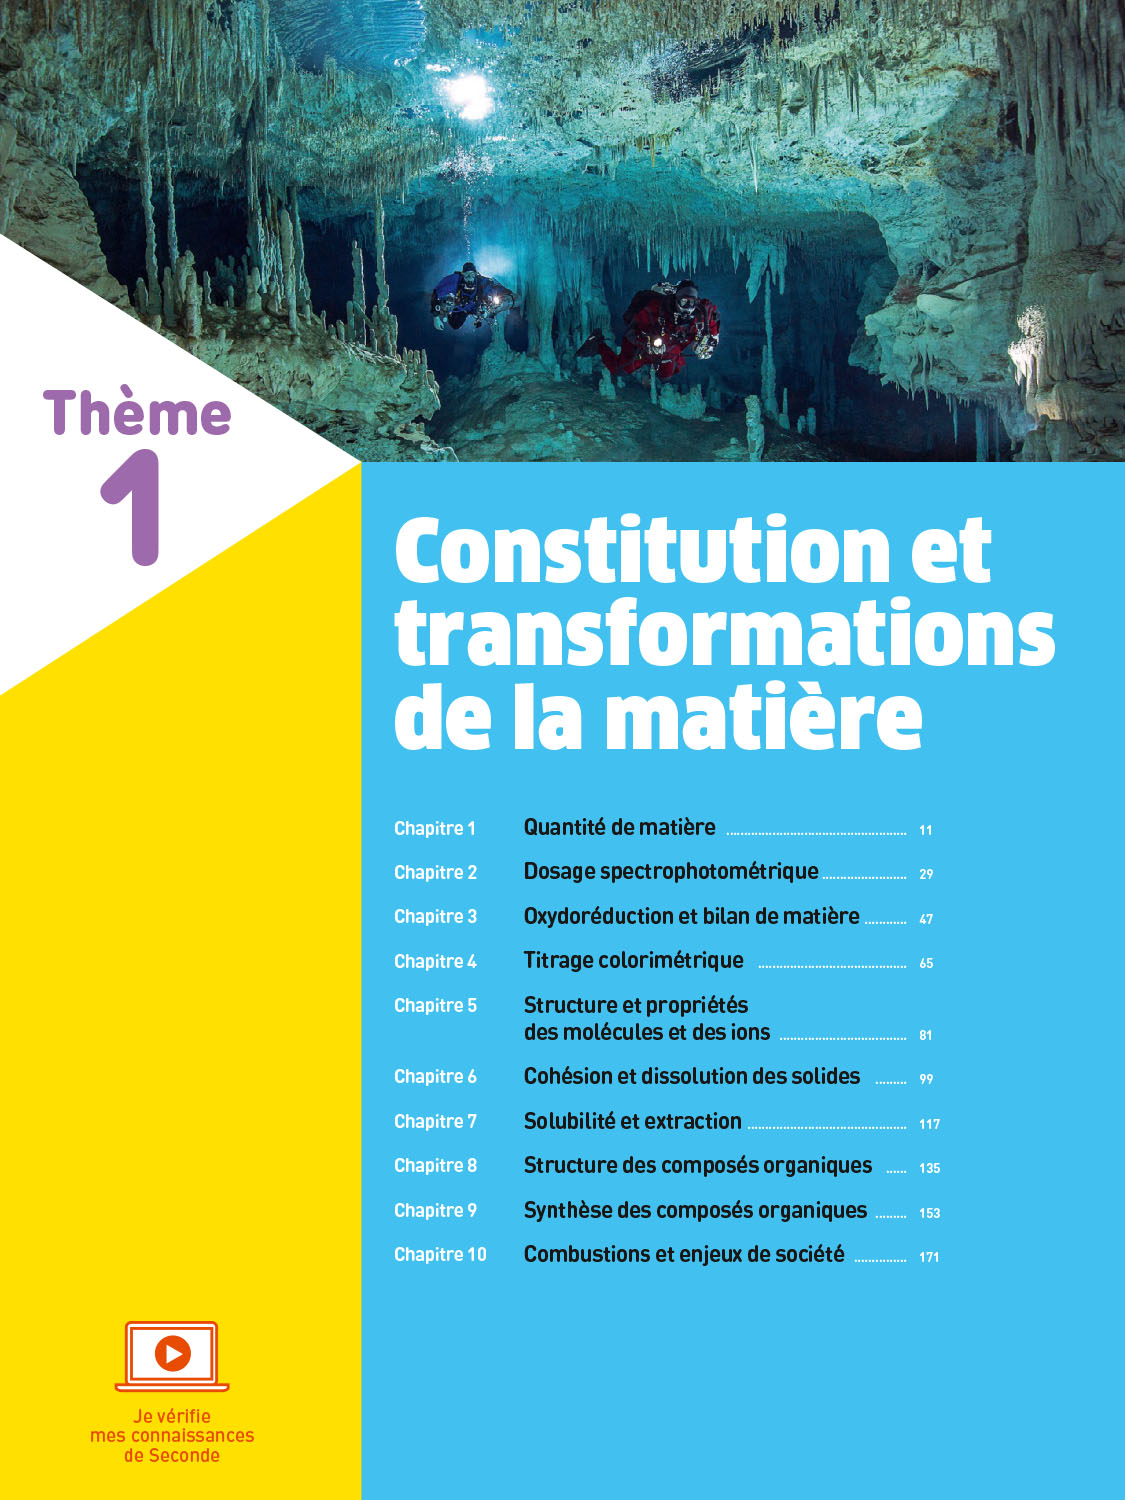 Thème
1
Constitution et
transformations
de la matière
Chapitre 1 Quantité de matière 11
Chapitre 2 Dosage spectrophotométrique 29
Chapitre 3 Oxydoréduction et bilan de matière 47
Chapitre 4 Titrage colorimétrique 65
Chapitre 5 Structure et propriétés
des molécules et des ions 81
Chapitre 6 Cohésion et dissolution des solides 99
Chapitre 7 Solubilité et extraction 117
Chapitre 8 Structure des composés organiques 135
Chapitre 9 Synthèse des composés organiques 153
Chapitre 10 Combustions et enjeux de société 171
Je vérifie
mes connaissances
de Seconde